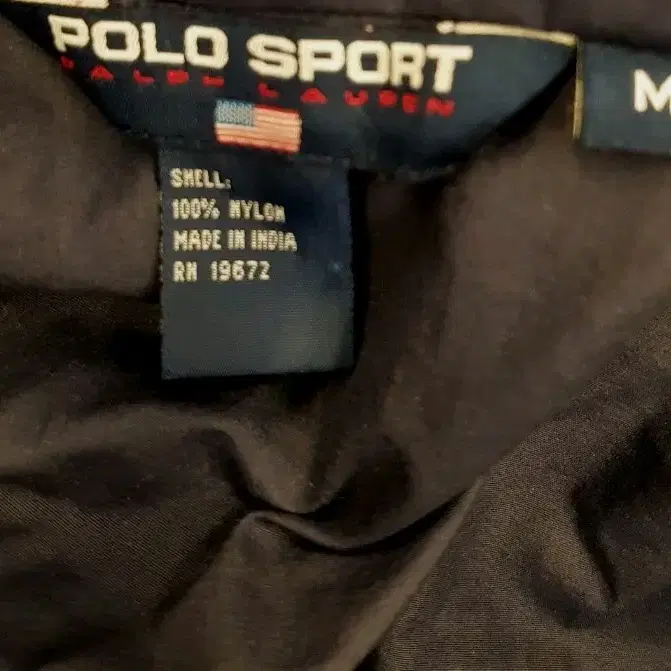 POLO SPORT
RALPH LAUREN
M
SHELL:
100% NYLON
MADE IN INDIA
RN 19672